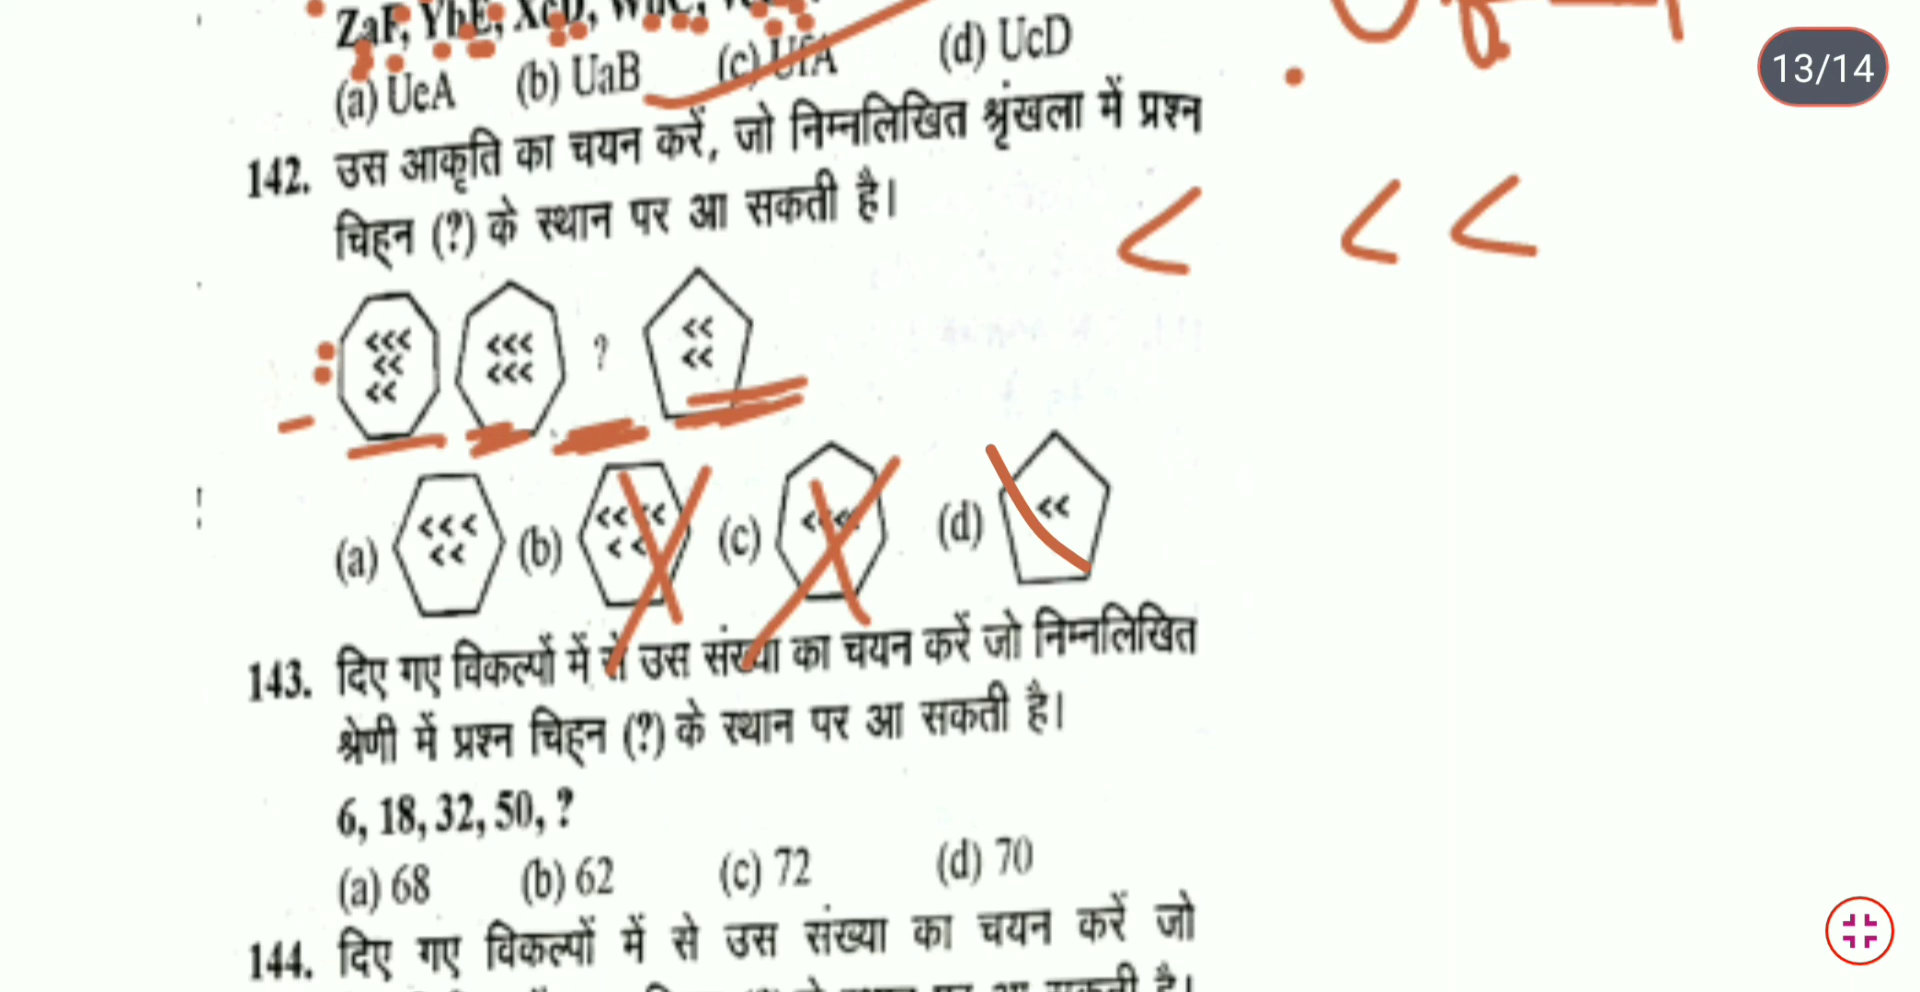 ZaF, YbE, XcD,
(a) UeA (b) UaB (c) UfA (d) UcD
13/14
142. उस आकृति का चयन करें, जो निम्नलिखित श्रृंखला में प्रश्न
चिह्न (?) के स्थान पर आ सकती है।
<<< <<< ? <<
<< <<< <<
<<
(a) <<< << (b) <<<< << (c) <<< (d) <<
143. दिए गए विकल्पों में से उस संख्या का चयन करें जो निम्नलिखित
श्रेणी में प्रश्न चिह्न (?) के स्थान पर आ सकती है।
6, 18, 32, 50, ?
(a) 68 (b) 62 (c) 72 (d) 70
144. दिए गए विकल्पों में से उस संख्या का चयन करें जो